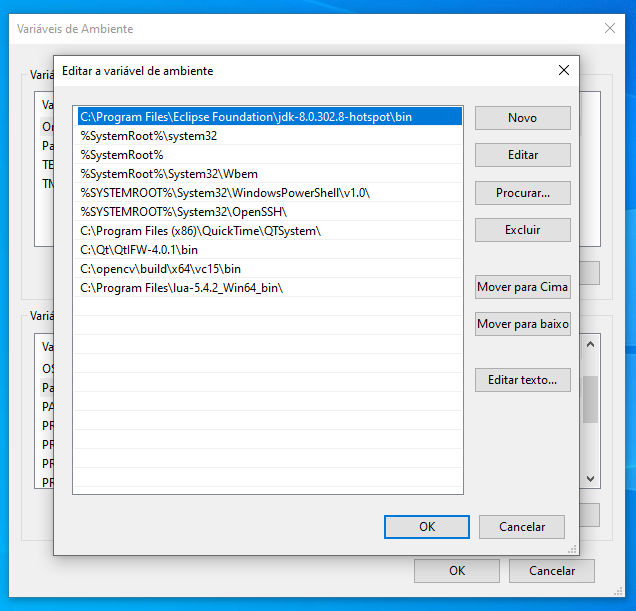 Variáveis de Ambiente
Editar a variável de ambiente
Variá
Va
On
Pa
TE
TN
C:\Program Files\Eclipse Foundation\jdk-8.0.302.8-hotspot\bin
%SystemRoot%\system32
%SystemRoot%
%SystemRoot%\System32\Wbem
%SYSTEMROOT%\System32\WindowsPowerShell\v1.0\
%SYSTEMROOT%\System32\OpenSSH\
C:\Program Files (x86)\QuickTime\QTSystem\
C:\Qt\QtIFW-4.0.1\bin
C:\opencv\build\x64\vc15\bin
C:\Program Files\lua-5.4.2_Win64_bin\
Novo
Editar
Procurar...
Excluir
Mover para Cima
Mover para baixo
Editar texto...
Variá
Va
OS
Pa
PA
PR
PR
PR
PR
OK
Cancelar
OK
Cancelar